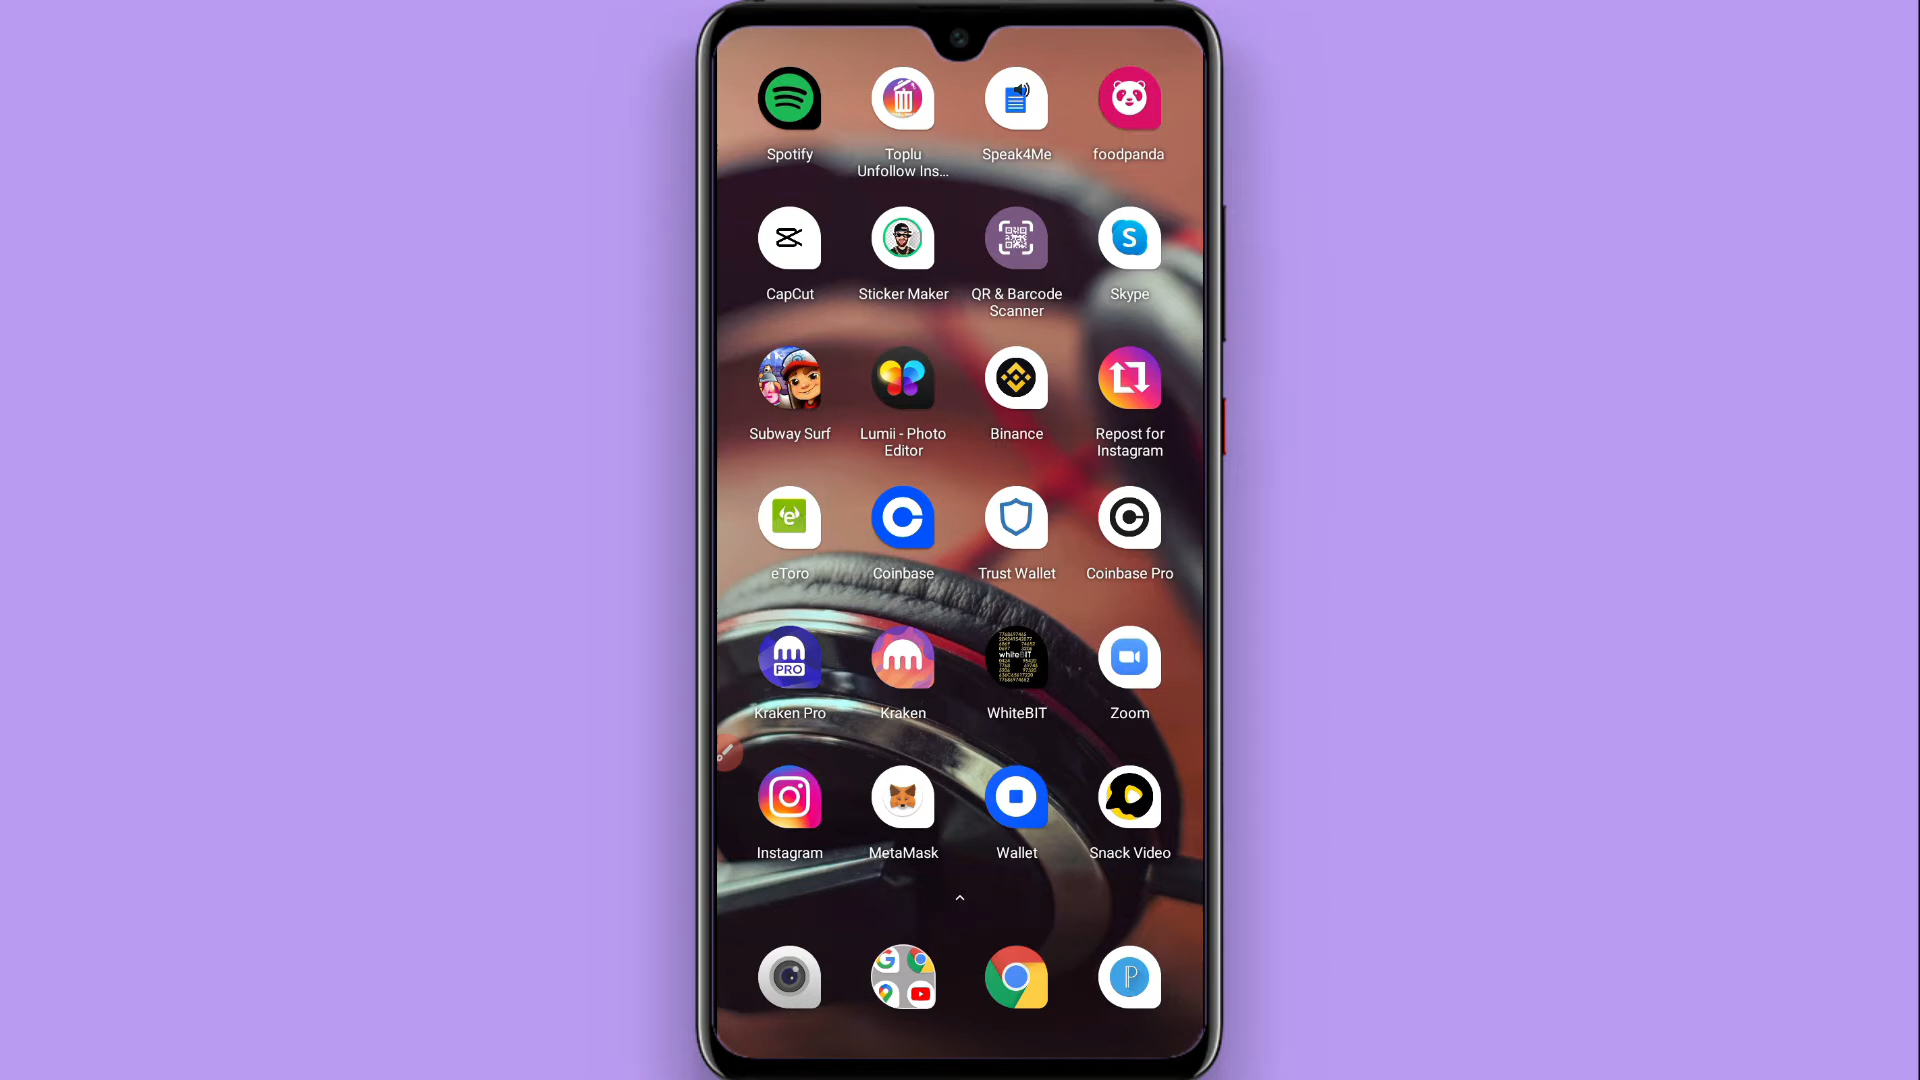 Spotify
Toplu
Unfollow Ins...
Speak4Me
foodpanda
CapCut
Sticker Maker
QR & Barcode
Scanner
Skype
Subway Surf
Lumii - Photo
Editor
Binance
Repost for
Instagram
eToro
Coinbase
Trust Wallet
Coinbase Pro
PRO
whiteBIT
Kraken Pro
Kraken
WhiteBIT
Zoom
Instagram
MetaMask
Wallet
Snack Video